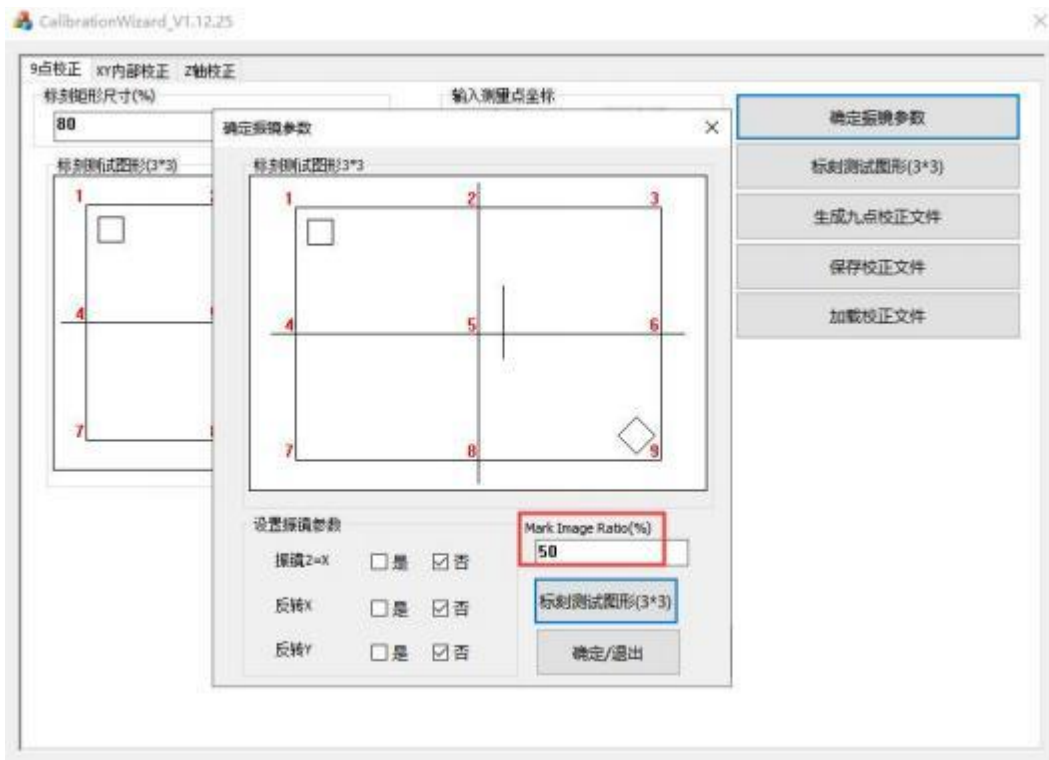 CalibrationWizard_V1.12.25
9点校正 XY内部校正 Z轴校正
标刻矩形尺寸(%)
80
输入测量点坐标
标刻测试图形(3*3)
1
4
7
确定振镜参数
标刻测试图形3*3
1 2 3
4 5 6
7 8 9
设置振镜参数
振镜2=X 是 否
反转X 是 否
反转Y 是 否
Mark Image Ratio(%)
50
标刻测试图形(3*3)
确定/退出
确定振镜参数
标刻测试图形(3*3)
生成九点校正文件
保存校正文件
加载校正文件